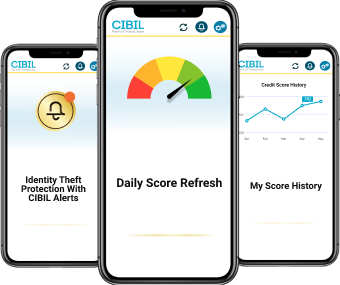 CIBIL
Identity Theft
Protection With
CIBIL Alerts
CIBIL
Daily Score Refresh
CIBIL
Credit Score History
My Score History